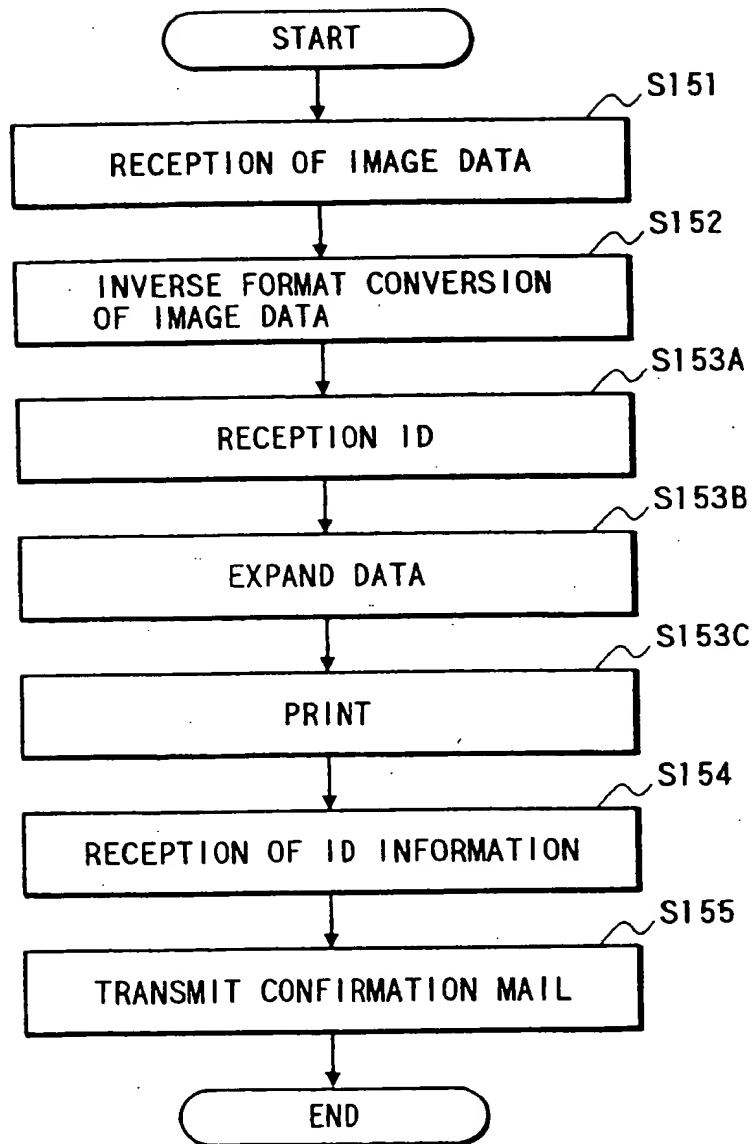 START
S151
RECEPTION OF IMAGE DATA
S152
INVERSE FORMAT CONVERSION
OF IMAGE DATA
S153A
RECEPTION ID
S153B
EXPAND DATA
S153C
PRINT
S154
RECEPTION OF ID INFORMATION
S155
TRANSMIT CONFIRMATION MAIL
END